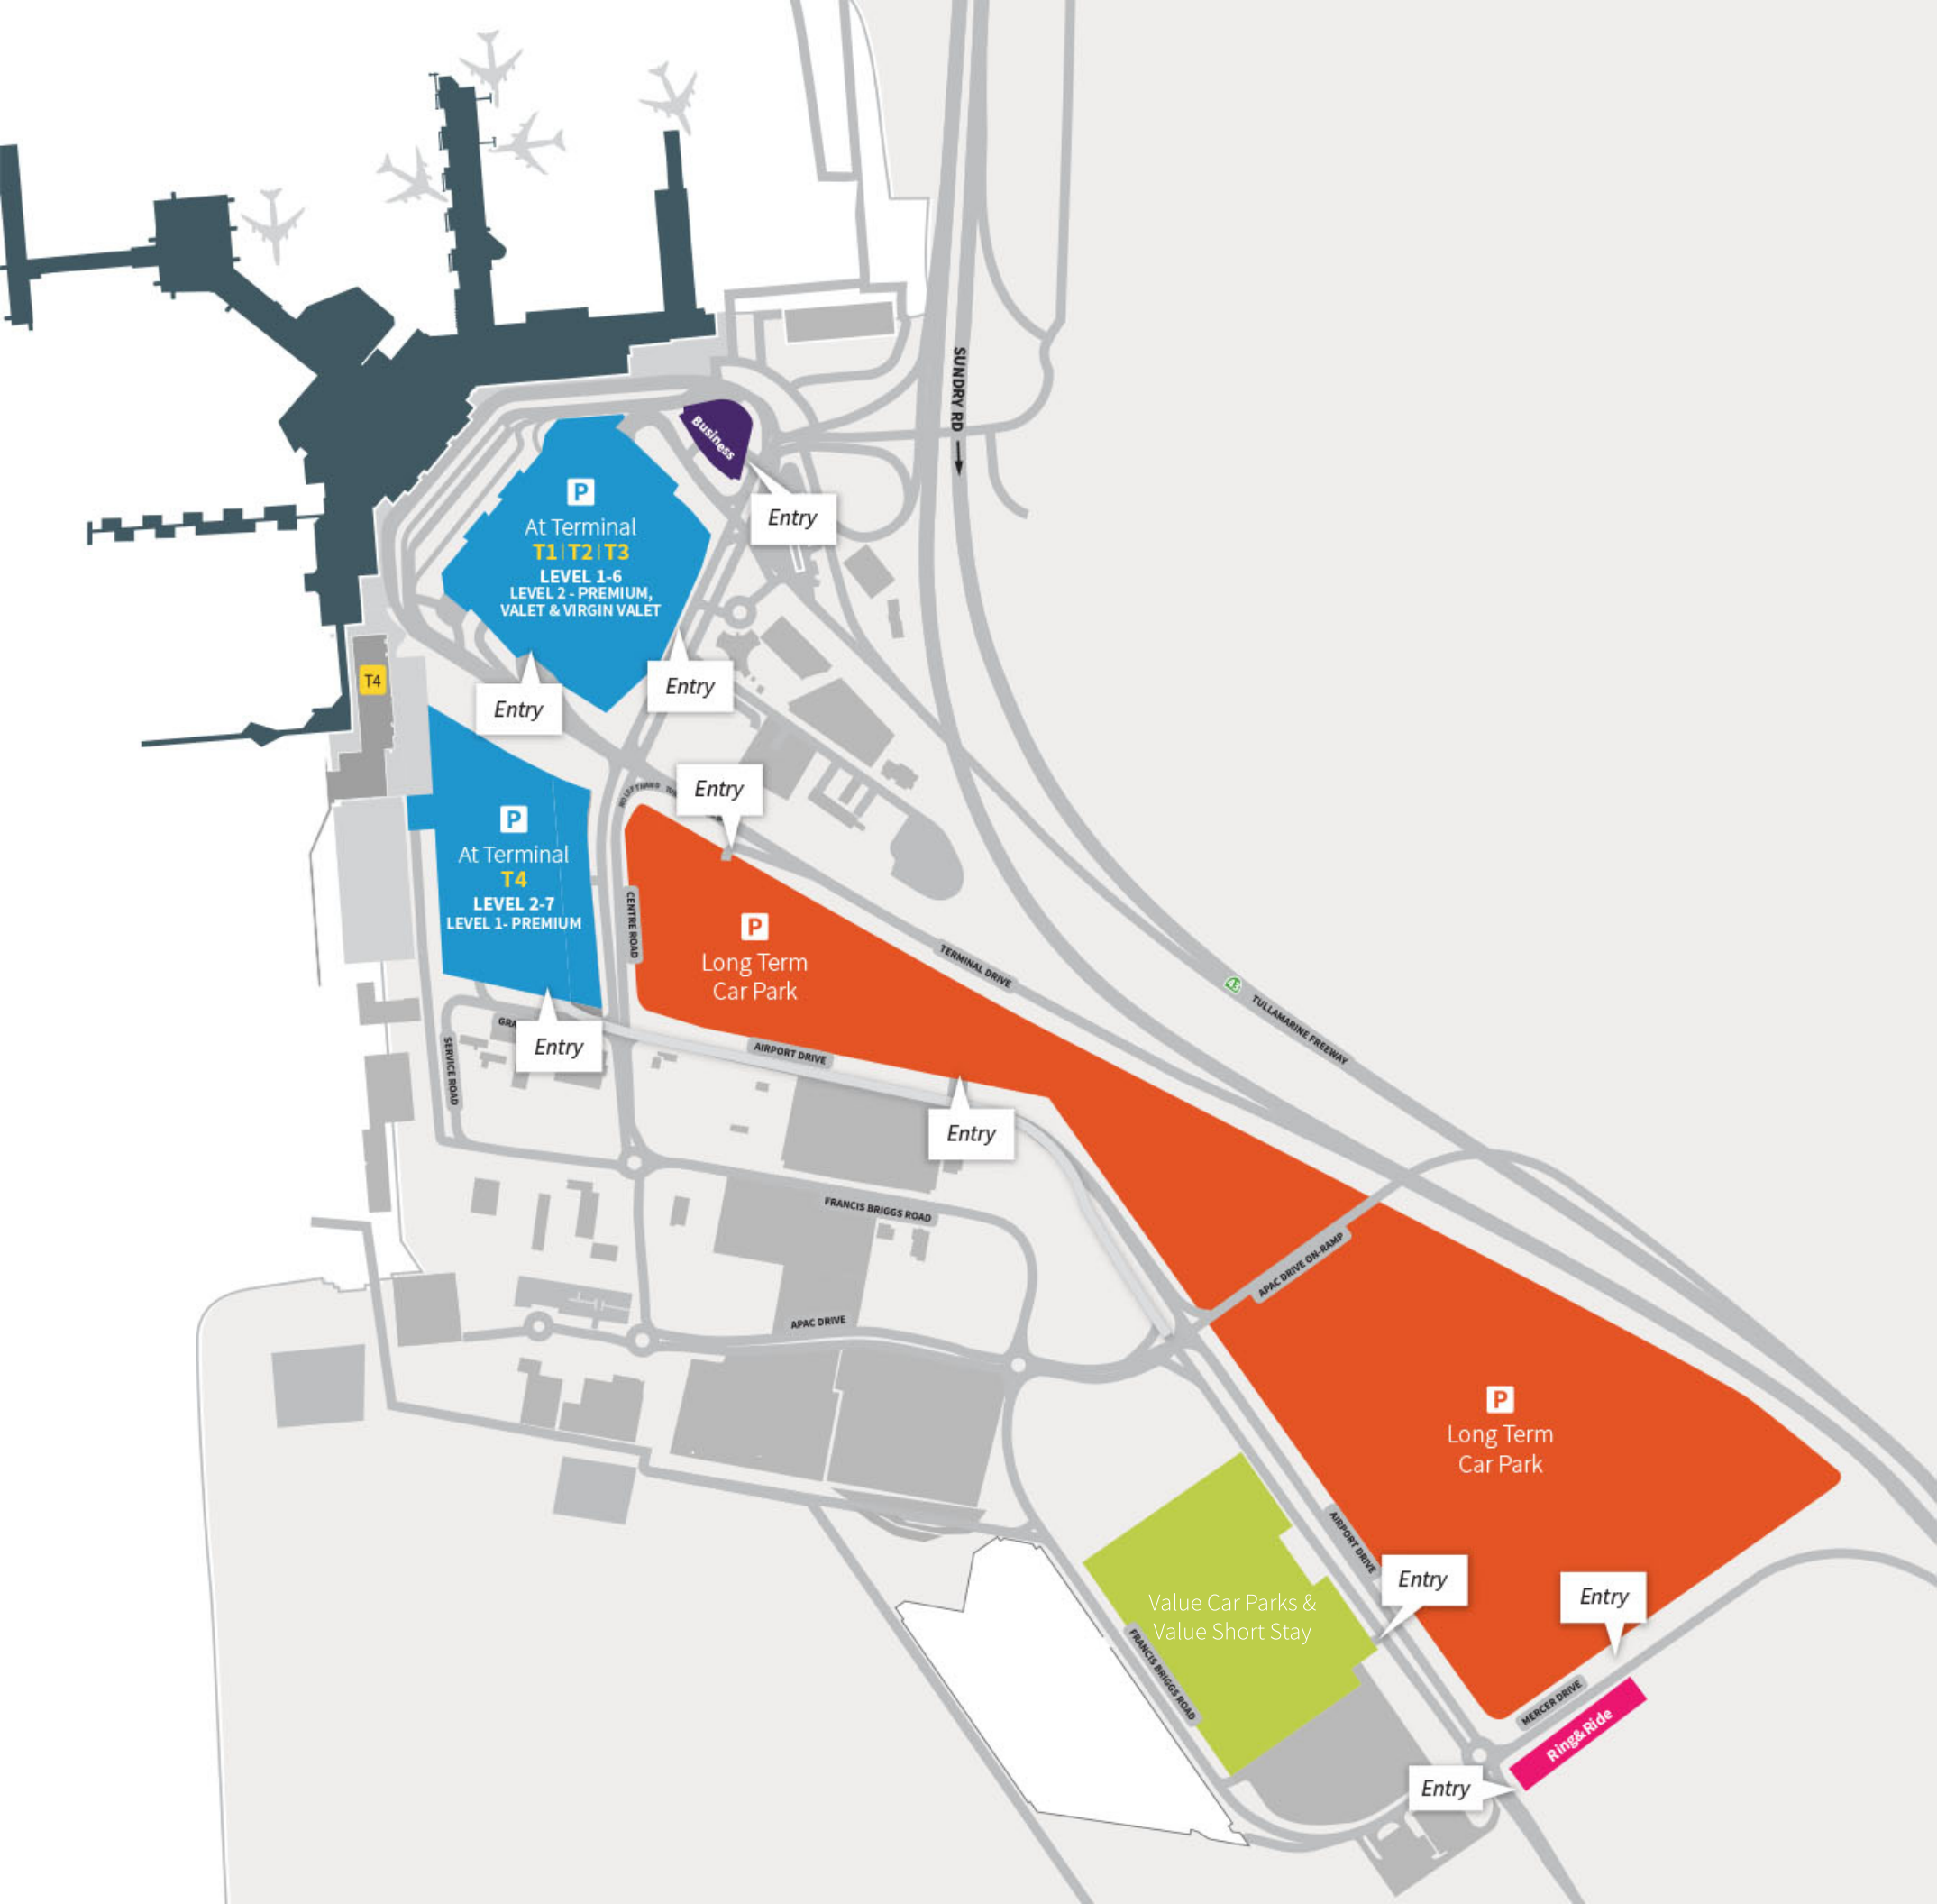 SUNDRY RD
Business
Entry
P
At Terminal
T1|T2|T3
LEVEL 1-6
LEVEL 2 - PREMIUM,
VALET & VIRGIN VALET
Entry
Entry
T4
P
At Terminal
T4
LEVEL 2-7
LEVEL 1- PREMIUM
Entry
CENTRE ROAD
P
Long Term
Car Park
TERMINAL DRIVE
TULLAMARINE FREEWAY
GRA
Entry
SERVICE ROAD
AIRPORT DRIVE
Entry
FRANCIS BRIGGS ROAD
APAC DRIVE ON-RAMP
APAC DRIVE
P
Long Term
Car Park
AIRPORT DRIVE
Entry
Entry
Value Car Parks &
Value Short Stay
FRANCIS BRIGGS ROAD
MERCER DRIVE
Ring&Ride
Entry